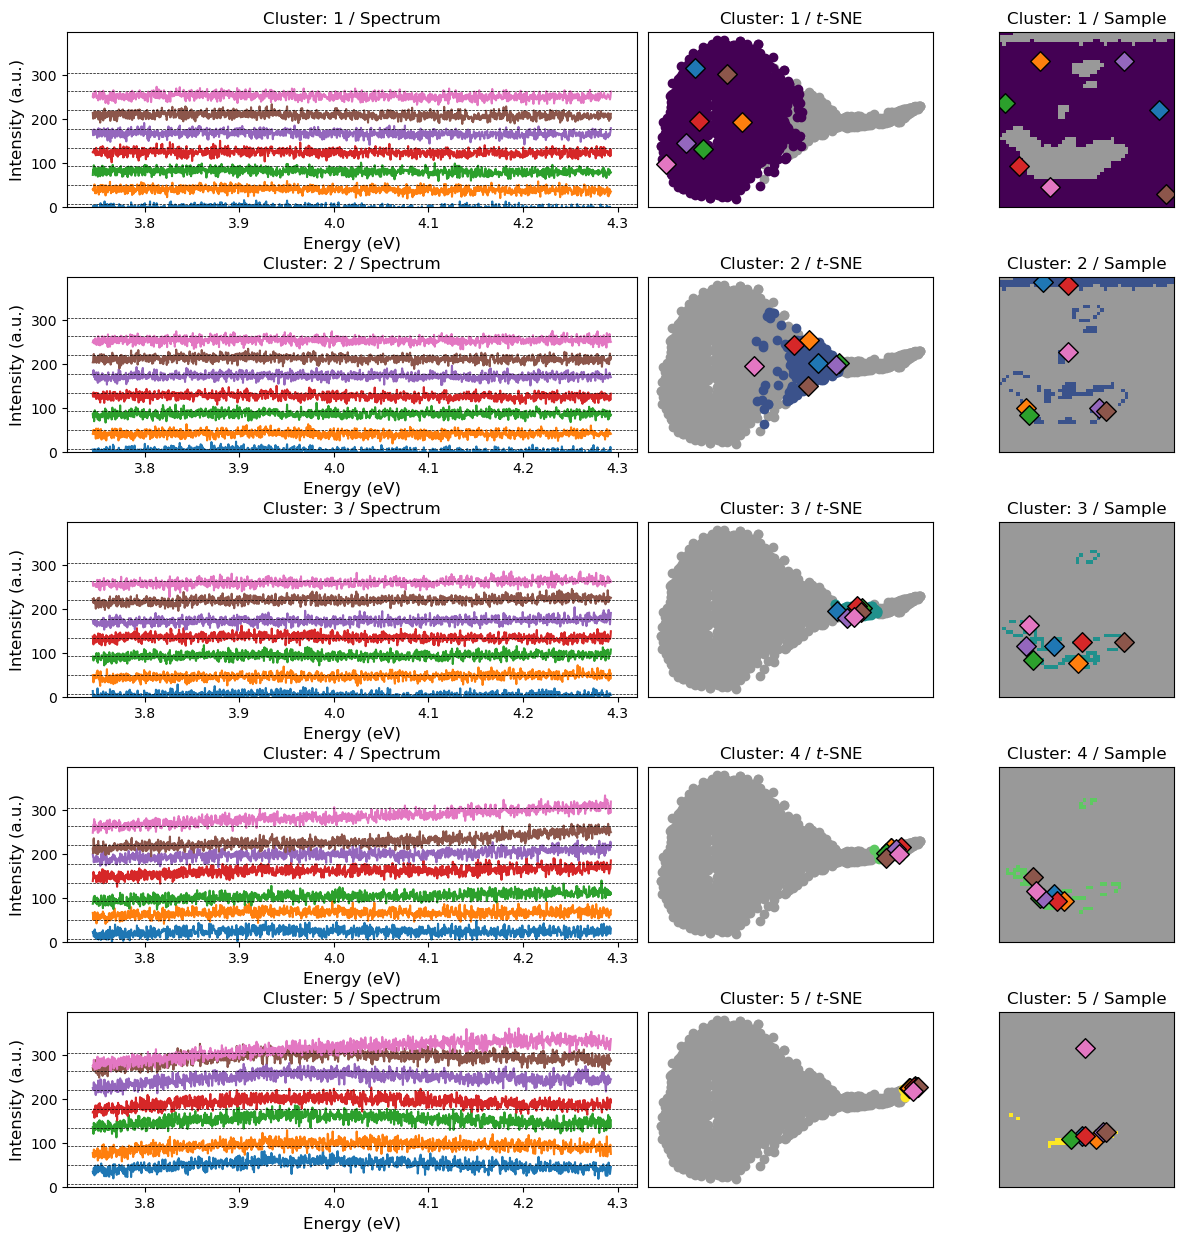 Cluster: 1 / Spectrum
Cluster: 1 / t-SNE
Cluster: 1 / Sample
Intensity (a.u.)
300
200
100
0
3.8 3.9 4.0 4.1 4.2 4.3
Energy (eV)
Cluster: 2 / Spectrum
Cluster: 2 / t-SNE
Cluster: 2 / Sample
Intensity (a.u.)
300
200
100
0
3.8 3.9 4.0 4.1 4.2 4.3
Energy (eV)
Cluster: 3 / Spectrum
Cluster: 3 / t-SNE
Cluster: 3 / Sample
Intensity (a.u.)
300
200
100
0
3.8 3.9 4.0 4.1 4.2 4.3
Energy (eV)
Cluster: 4 / Spectrum
Cluster: 4 / t-SNE
Cluster: 4 / Sample
Intensity (a.u.)
300
200
100
0
3.8 3.9 4.0 4.1 4.2 4.3
Energy (eV)
Cluster: 5 / Spectrum
Cluster: 5 / t-SNE
Cluster: 5 / Sample
Intensity (a.u.)
300
200
100
0
3.8 3.9 4.0 4.1 4.2 4.3
Energy (eV)